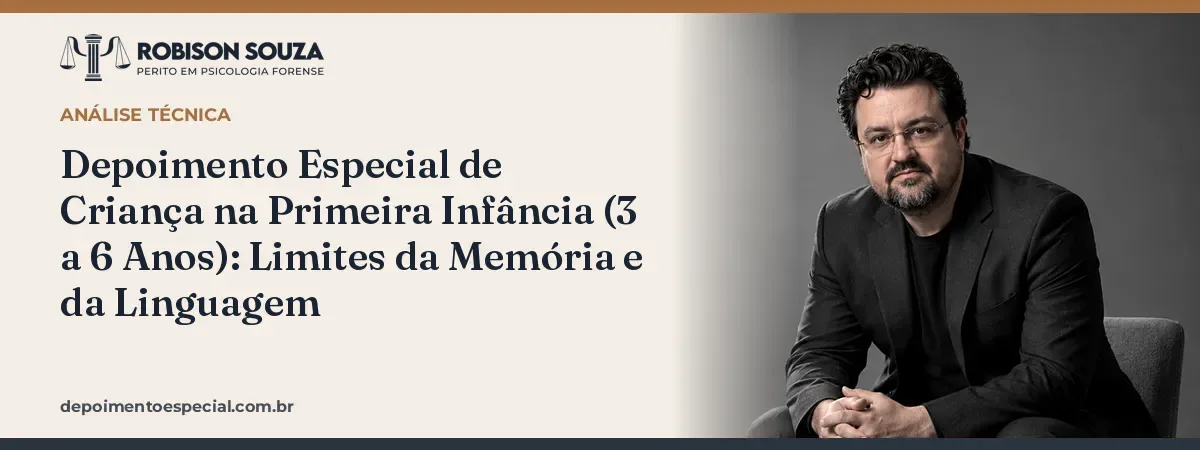 ROBISON SOUZA
PERITO EM PSICOLOGIA FORENSE
ANÁLISE TÉCNICA
Depoimento Especial de
Criança na Primeira Infância (3
a 6 Anos): Limites da Memória e
da Linguagem
depoimentoespecial.com.br